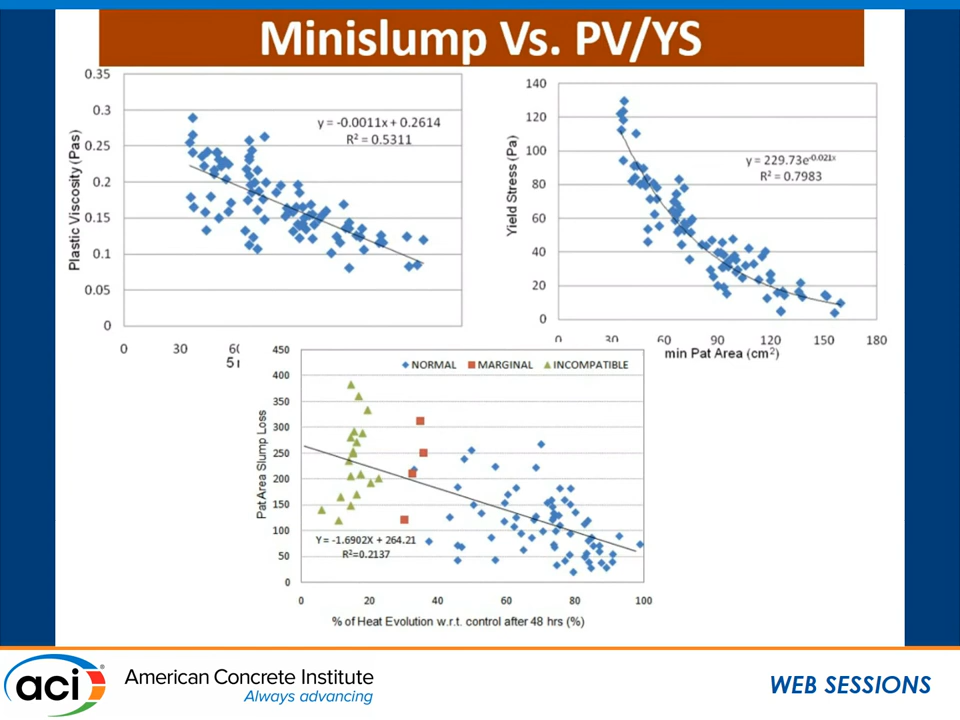 Minislump Vs. PV/YS
0.35
0.3
0.25
0.2
0.15
0.1
0.05
0
Plastic Viscosity (Pas)
y = -0.0011x + 0.2614
R² = 0.5311
0 30
140
120
100
80
60
40
20
0
Yield Stress (Pa)
y = 229.73e^-0.021x
R² = 0.7983
0 30 60 90 120 150 180
min Pat Area (cm²)
450
400
350
300
250
200
150
100
50
0
Pat Area Slump Loss
NORMAL MARGINAL INCOMPATIBLE
Y = -1.6902X + 264.21
R²=0.2137
0 20 40 60 80 100
% of Heat Evolution w.r.t. control after 48 hrs (%)
aci®
American Concrete Institute
Always advancing
WEB SESSIONS